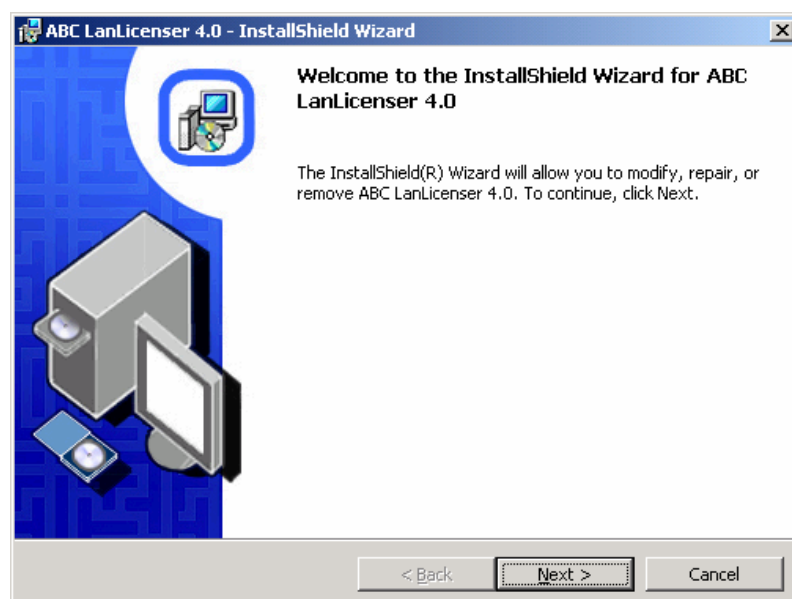 ABC LanLicenser 4.0 - InstallShield Wizard
Welcome to the InstallShield Wizard for ABC
LanLicenser 4.0
The InstallShield(R) Wizard will allow you to modify, repair, or
remove ABC LanLicenser 4.0. To continue, click Next.
< Back
Next >
Cancel